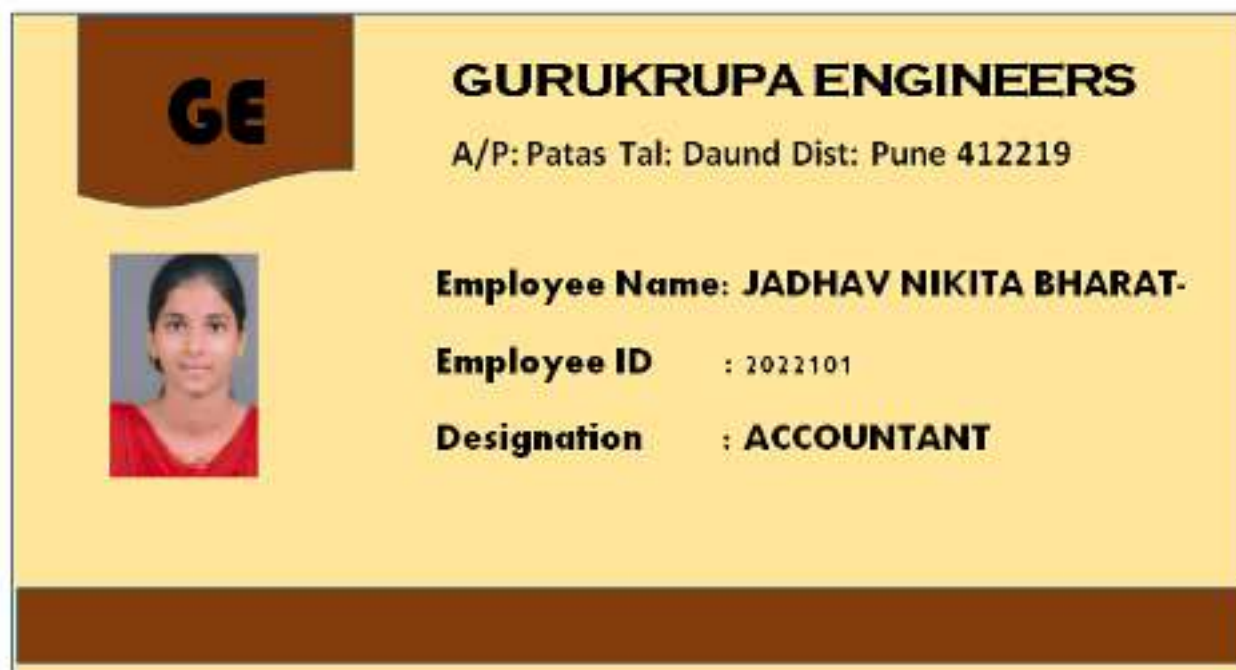 GE
GURUKRUPA ENGINEERS
A/P: Patas Tal: Daund Dist: Pune 412219
Employee Name: JADHAV NIKITA BHARAT-
Employee ID : 2022101
Designation : ACCOUNTANT